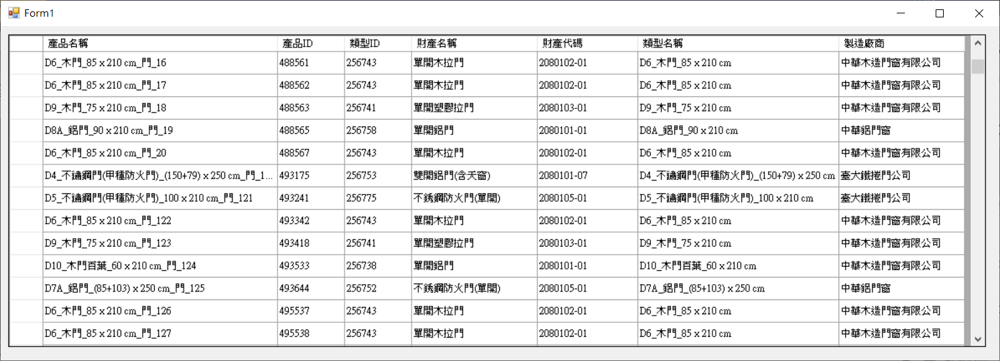 Form1
產品名稱 產品ID 類型ID 財產名稱 財產代碼 類型名稱 製造廠商
D6_木門_85 x 210 cm_門_16 488561 256743 單開木拉門 2080102-01 D6_木門_85 x 210 cm 中華木造門窗有限公司
D6_木門_85 x 210 cm_門_17 488562 256743 單開木拉門 2080102-01 D6_木門_85 x 210 cm 中華木造門窗有限公司
D9_木門_75 x 210 cm_門_18 488563 256741 單開塑膠拉門 2080103-01 D9_木門_75 x 210 cm 中華木造門窗有限公司
D8A_鋁門_90 x 210 cm_門_19 488565 256758 單開鋁門 2080101-01 D8A_鋁門_90 x 210 cm 中華鋁門窗
D6_木門_85 x 210 cm_門_20 488567 256743 單開木拉門 2080102-01 D6_木門_85 x 210 cm 中華木造門窗有限公司
D4_不鏽鋼門(甲種防火門)_(150+79) x 250 cm_門_1... 493175 256753 雙開鋁門(含天窗) 2080101-07 D4_不鏽鋼門(甲種防火門)_(150+79) x 250 cm 臺大鐵捲門公司
D5_不鏽鋼門(甲種防火門)_100 x 210 cm_門_121 493241 256775 不銹鋼防火門(單開) 2080105-01 D5_不鏽鋼門(甲種防火門)_100 x 210 cm 臺大鐵捲門公司
D6_木門_85 x 210 cm_門_122 493342 256743 單開木拉門 2080102-01 D6_木門_85 x 210 cm 中華木造門窗有限公司
D9_木門_75 x 210 cm_門_123 493418 256741 單開塑膠拉門 2080103-01 D9_木門_75 x 210 cm 中華木造門窗有限公司
D10_木門百葉_60 x 210 cm_門_124 493533 256738 單開鋁門 2080101-01 D10_木門百葉_60 x 210 cm 中華木造門窗有限公司
D7A_鋁門_(85+103) x 250 cm_門_125 493644 256752 不銹鋼防火門(單開) 2080105-01 D7A_鋁門_(85+103) x 250 cm 中華鋁門窗
D6_木門_85 x 210 cm_門_126 495537 256743 單開木拉門 2080102-01 D6_木門_85 x 210 cm 中華木造門窗有限公司
D6_木門_85 x 210 cm_門_127 495538 256743 單開木拉門 2080102-01 D6_木門_85 x 210 cm 中華木造門窗有限公司